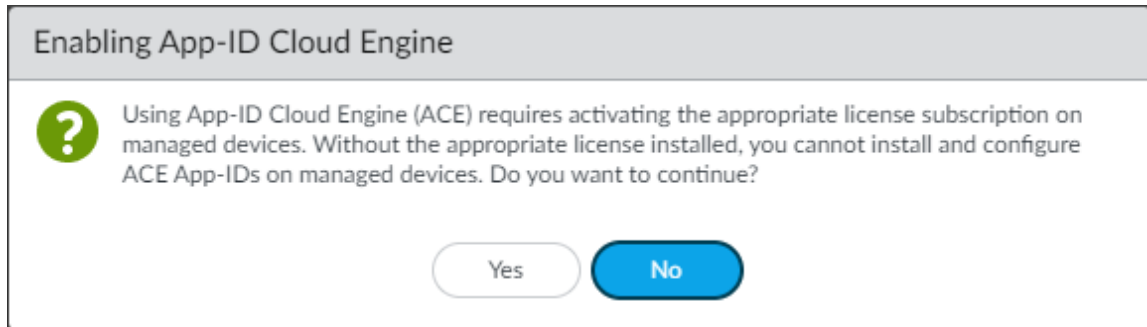 Enabling App-ID Cloud Engine
Using App-ID Cloud Engine (ACE) requires activating the appropriate license subscription on
managed devices. Without the appropriate license installed, you cannot install and configure
ACE App-IDs on managed devices. Do you want to continue?
Yes
No